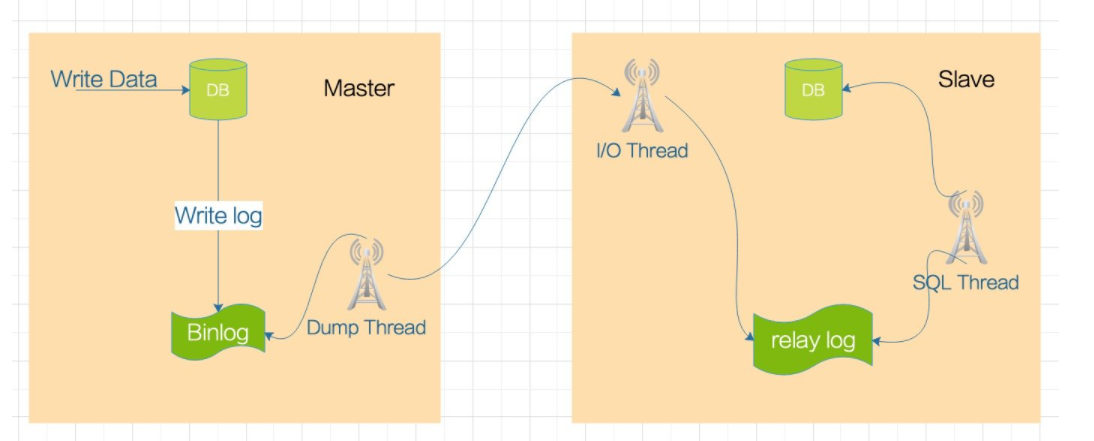 Write Data
DB
Master
Write log
Binlog
Dump Thread
I/O Thread
DB
Slave
SQL Thread
relay log